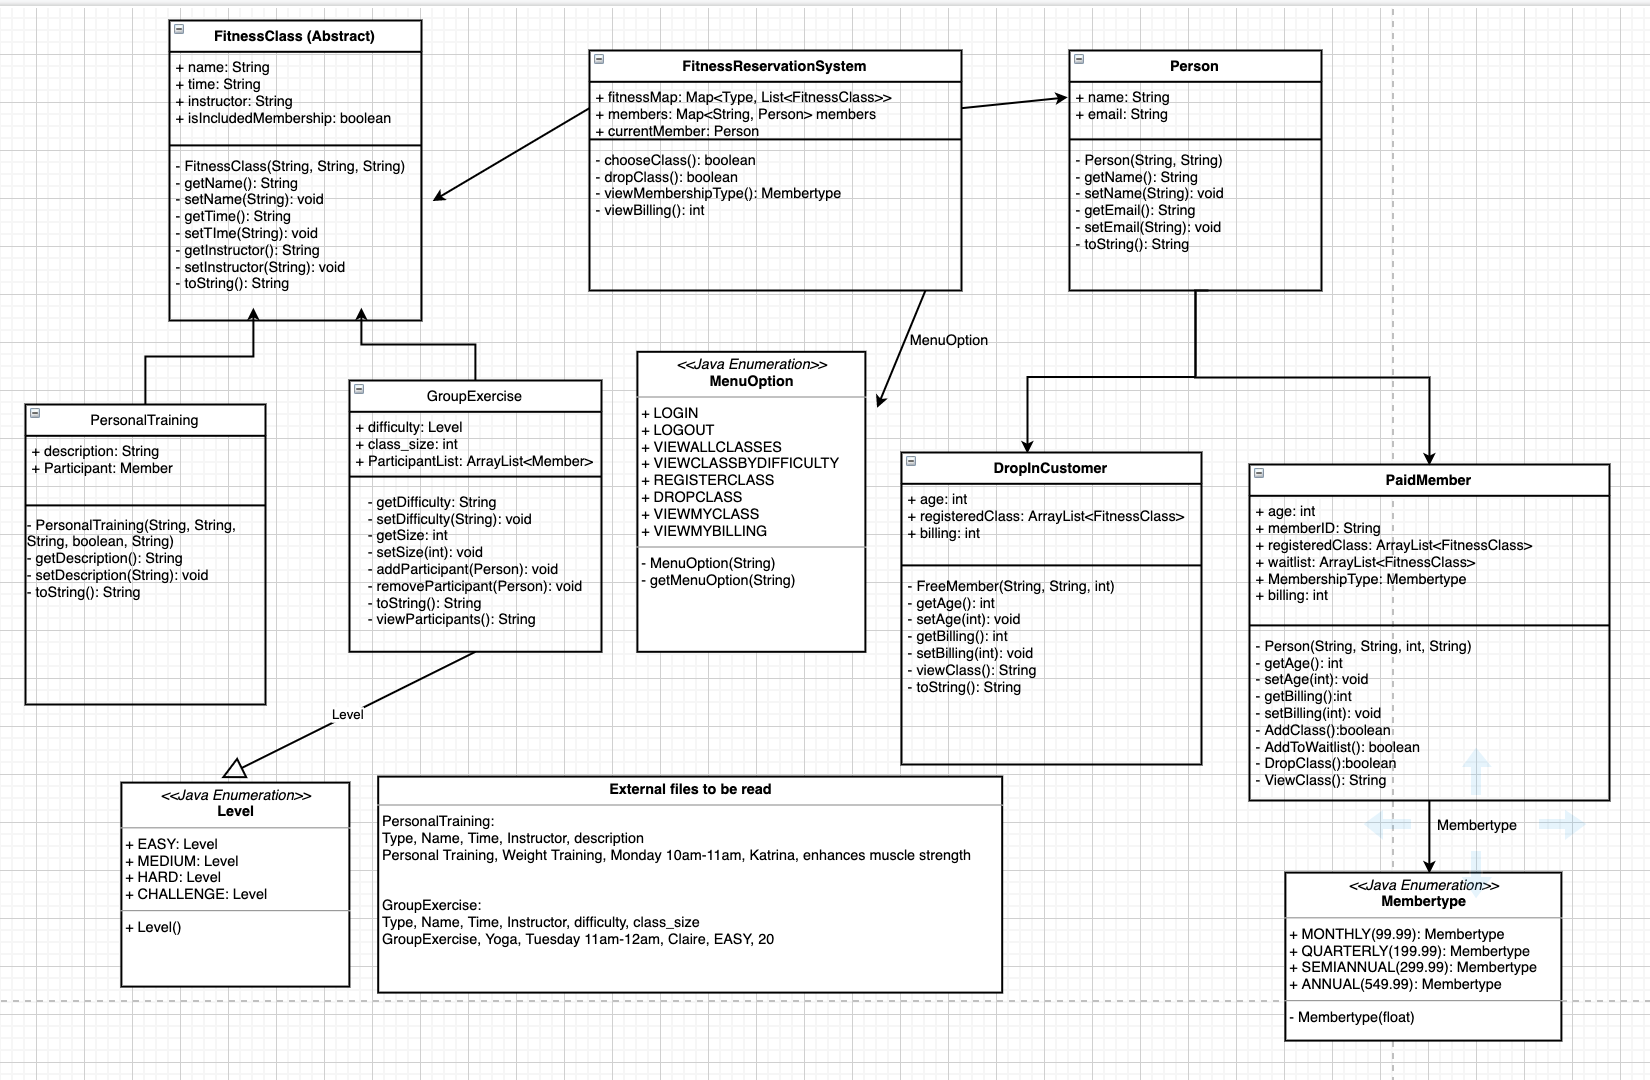 FitnessClass (Abstract)
+ name: String
+ time: String
+ instructor: String
+ isIncludedMembership: boolean
- FitnessClass(String, String, String)
- getName(): String
- setName(String): void
- getTime(): String
- setTIme(String): void
- getInstructor(): String
- setInstructor(String): void
- toString(): String
FitnessReservationSystem
+ fitnessMap: Map<Type, List<FitnessClass>>
+ members: Map<String, Person> members
+ currentMember: Person
- chooseClass(): boolean
- dropClass(): boolean
- viewMembershipType(): Membertype
- viewBilling(): int
Person
+ name: String
+ email: String
- Person(String, String)
- getName(): String
- setName(String): void
- getEmail(): String
- setEmail(String): void
- toString(): String
MenuOption
PersonalTraining
+ description: String
+ Participant: Member
- PersonalTraining(String, String,
String, boolean, String)
- getDescription(): String
- setDescription(String): void
- toString(): String
GroupExercise
+ difficulty: Level
+ class_size: int
+ ParticipantList: ArrayList<Member>
- getDifficulty: String
- setDifficulty(String): void
- getSize: int
- setSize(int): void
- addParticipant(Person): void
- removeParticipant(Person): void
- toString(): String
- viewParticipants(): String
<<Java Enumeration>>
MenuOption
+ LOGIN
+ LOGOUT
+ VIEWALLCLASSES
+ VIEWCLASSBYDIFFICULTY
+ REGISTERCLASS
+ DROPCLASS
+ VIEWMYCLASS
+ VIEWMYBILLING
- MenuOption(String)
- getMenuOption(String)
DropInCustomer
+ age: int
+ registeredClass: ArrayList<FitnessClass>
+ billing: int
- FreeMember(String, String, int)
- getAge(): int
- setAge(int): void
- getBilling(): int
- setBilling(int): void
- viewClass(): String
- toString(): String
PaidMember
+ age: int
+ memberID: String
+ registeredClass: ArrayList<FitnessClass>
+ waitlist: ArrayList<FitnessClass>
+ MembershipType: Membertype
+ billing: int
- Person(String, String, int, String)
- getAge(): int
- setAge(int): void
- getBilling():int
- setBilling(int): void
- AddClass():boolean
- AddToWaitlist(): boolean
- DropClass():boolean
- ViewClass(): String
Level
<<Java Enumeration>>
Level
+ EASY: Level
+ MEDIUM: Level
+ HARD: Level
+ CHALLENGE: Level
+ Level()
External files to be read
PersonalTraining:
Type, Name, Time, Instructor, description
Personal Training, Weight Training, Monday 10am-11am, Katrina, enhances muscle strength
GroupExercise:
Type, Name, Time, Instructor, difficulty, class_size
GroupExercise, Yoga, Tuesday 11am-12am, Claire, EASY, 20
Membertype
<<Java Enumeration>>
Membertype
+ MONTHLY(99.99): Membertype
+ QUARTERLY(199.99): Membertype
+ SEMIANNUAL(299.99): Membertype
+ ANNUAL(549.99): Membertype
- Membertype(float)